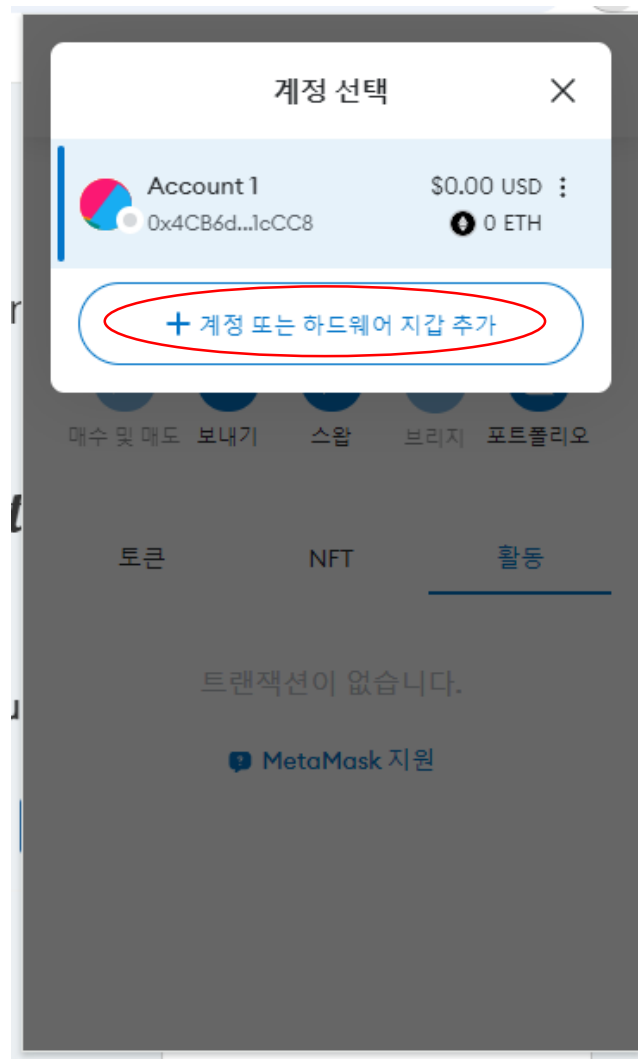 계정 선택
Account 1
$0.00 USD
0x4CB6d...1cCC8
0 ETH
+ 계정 또는 하드웨어 지갑 추가
매수 및 매도 보내기 스왑 브리지 포트폴리오
토큰 NFT 활동
트랜잭션이 없습니다.
MetaMask 지원